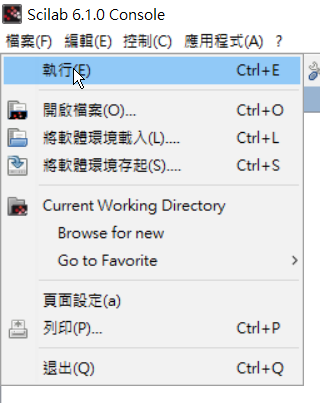 Scilab 6.1.0 Console
檔案(F) 編輯(E) 控制(C) 應用程式(A) ?
執行(E) Ctrl+E
開啟檔案(O)... Ctrl+O
將軟體環境載入(L).... Ctrl+L
將軟體環境存起(S).... Ctrl+S
Current Working Directory
Browse for new
Go to Favorite
頁面設定(a)
列印(P)... Ctrl+P
退出(Q) Ctrl+Q